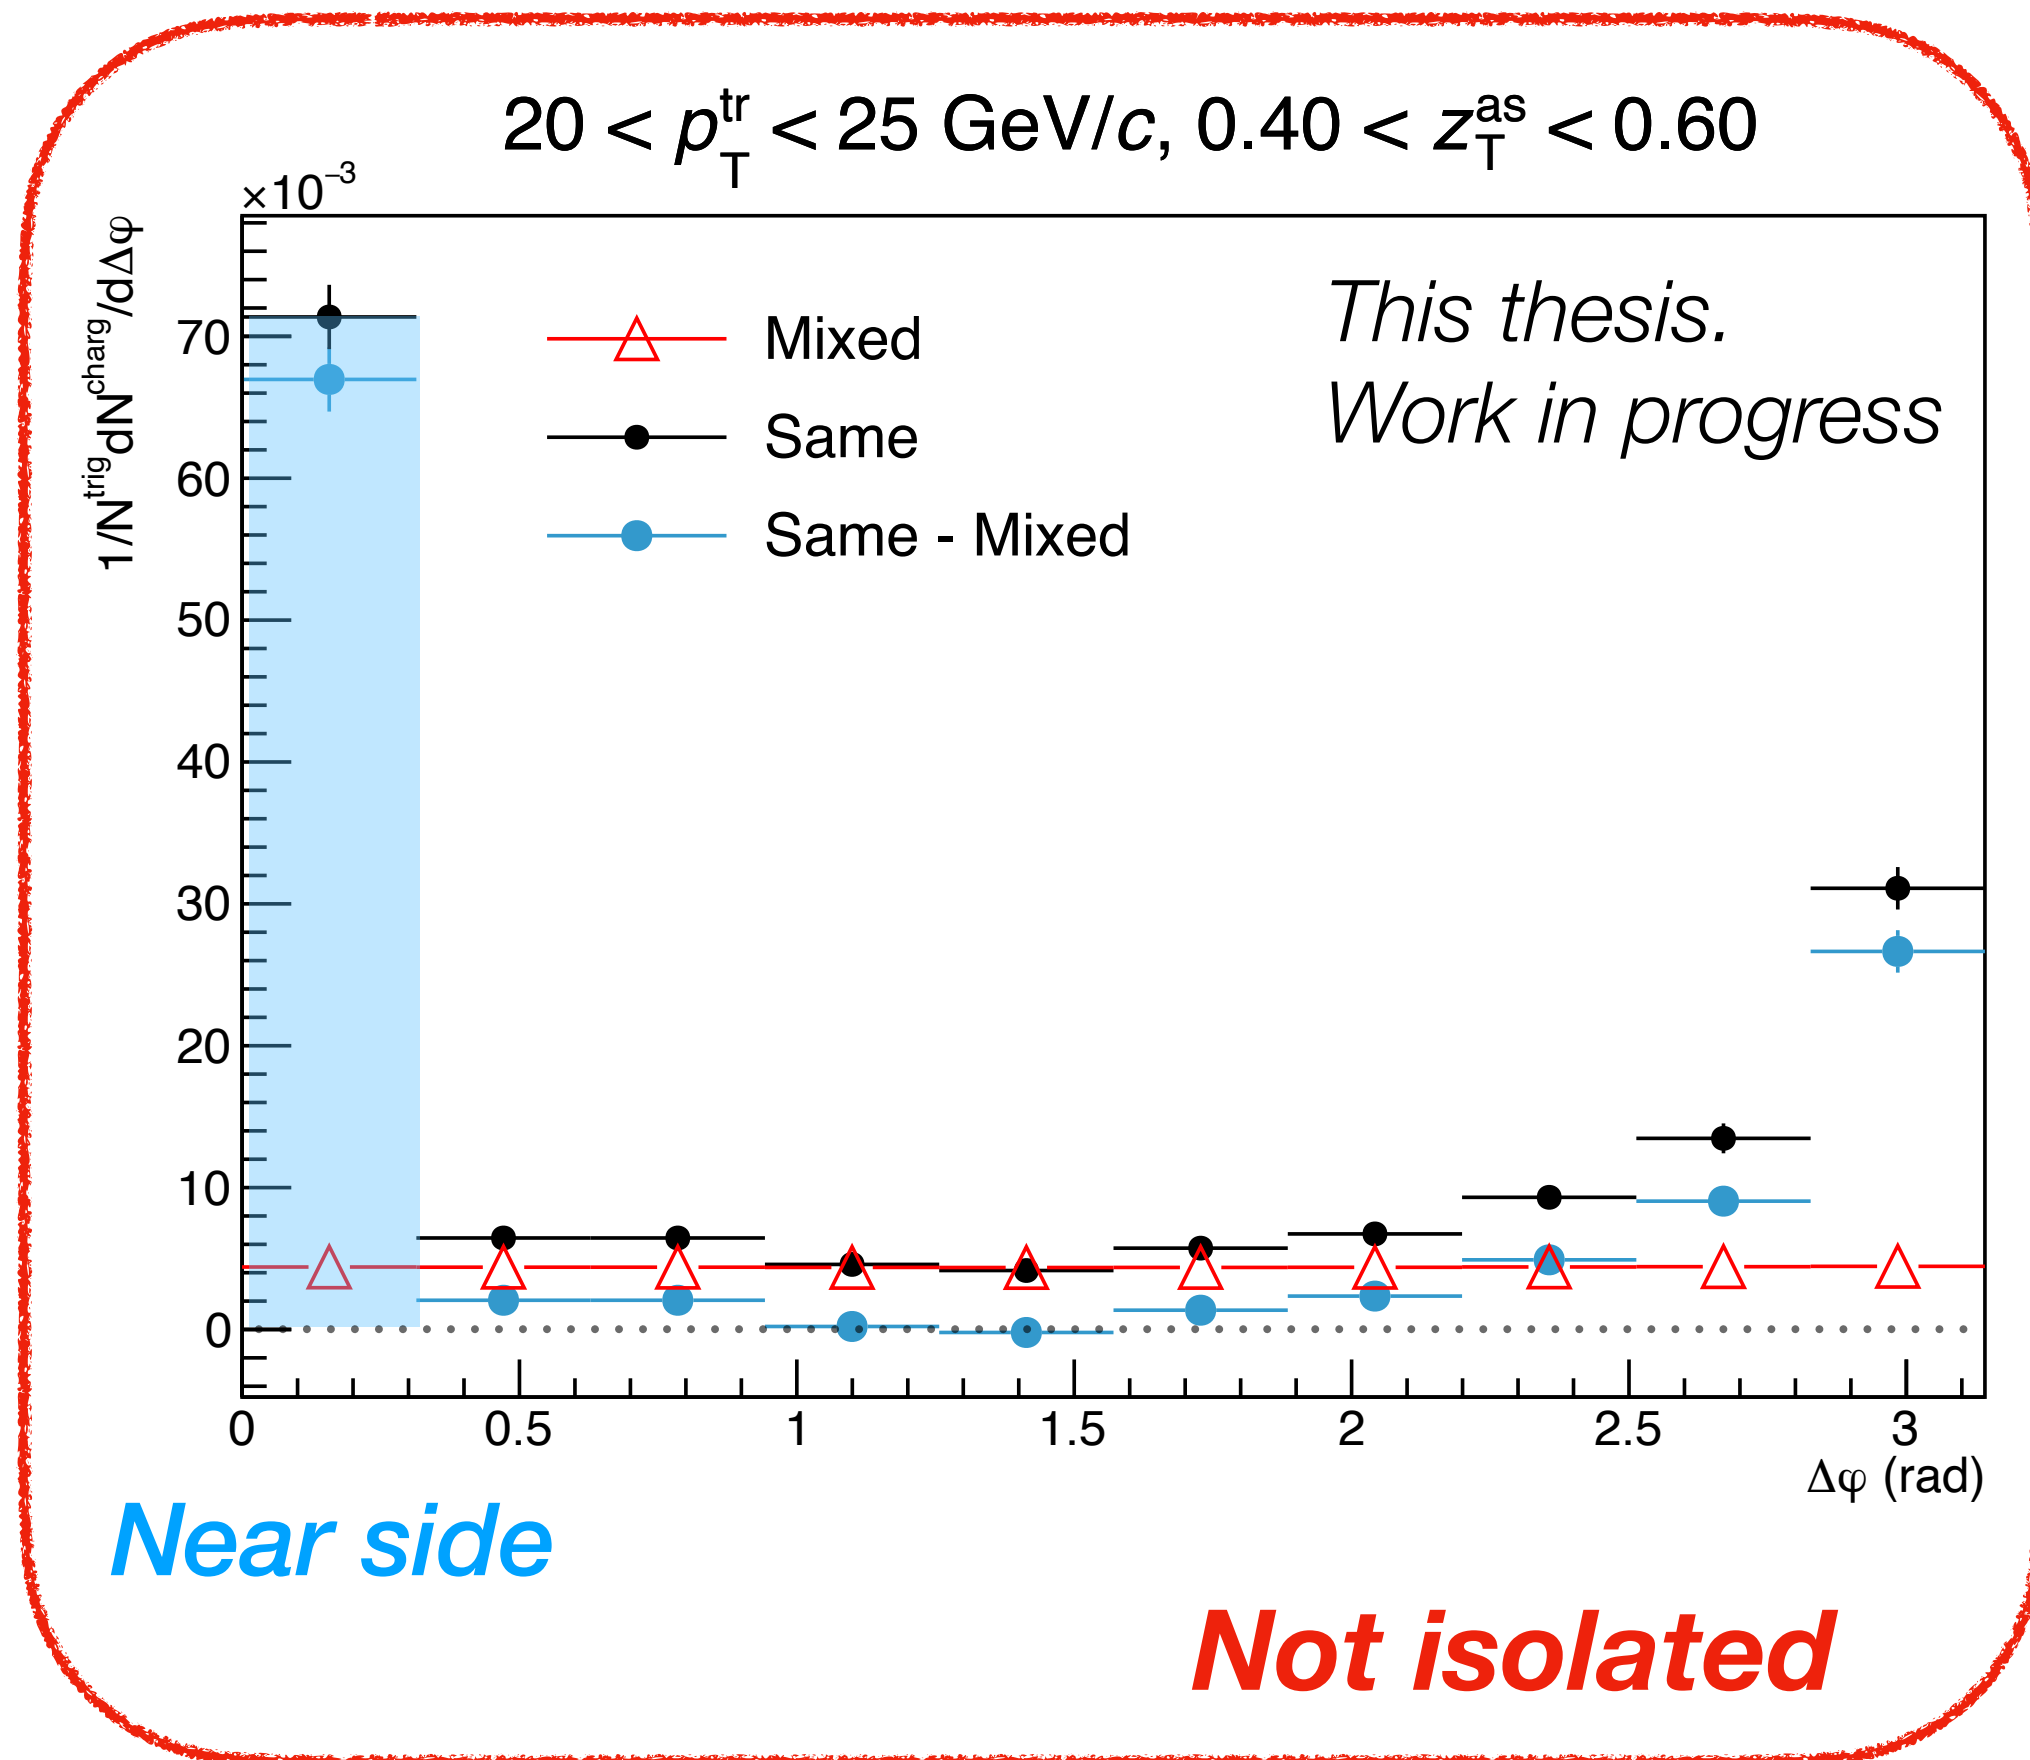 20 < p_T^tr < 25 GeV/c, 0.40 < z_T^as < 0.60
×10⁻³
1/N^trig dN^charg/dΔφ
This thesis.
Work in progress
Mixed
Same
Same - Mixed
70
60
50
40
30
20
10
0
0 0.5 1 1.5 2 2.5 3
Δφ (rad)
Near side
Not isolated